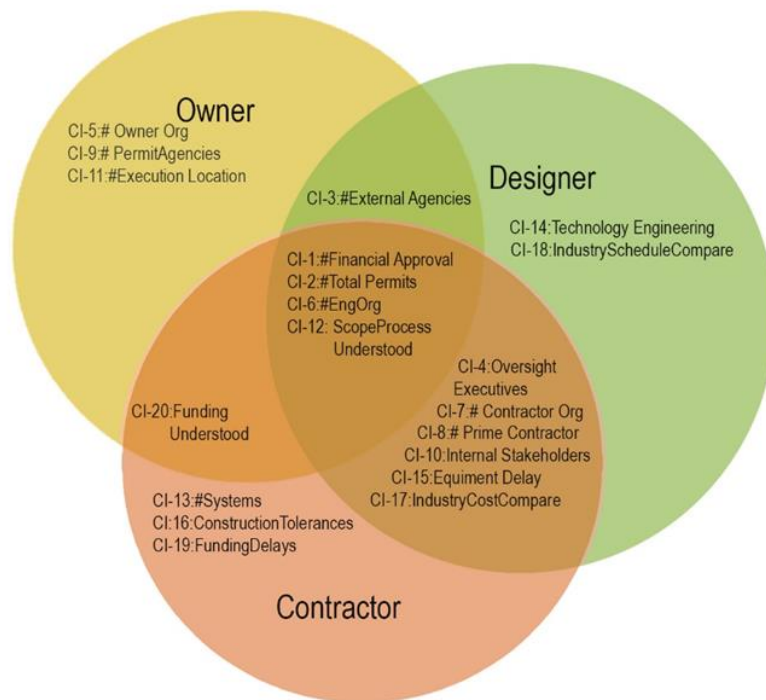 Owner
CI-5:# Owner Org
CI-9:# PermitAgencies
CI-11:#Execution Location
Designer
CI-3:#External Agencies
CI-14:Technology Engineering
CI-18:IndustryScheduleCompare
CI-1:#Financial Approval
CI-2:#Total Permits
CI-6:#EngOrg
CI-12: ScopeProcess
Understood
CI-4:Oversight
Executives
CI-7:# Contractor Org
CI-8:# Prime Contractor
CI-10:Internal Stakeholders
CI-15:Equiment Delay
CI-17:IndustryCostCompare
CI-20:Funding
Understood
CI-13:#Systems
CI:16:ConstructionTolerances
CI-19:FundingDelays
Contractor